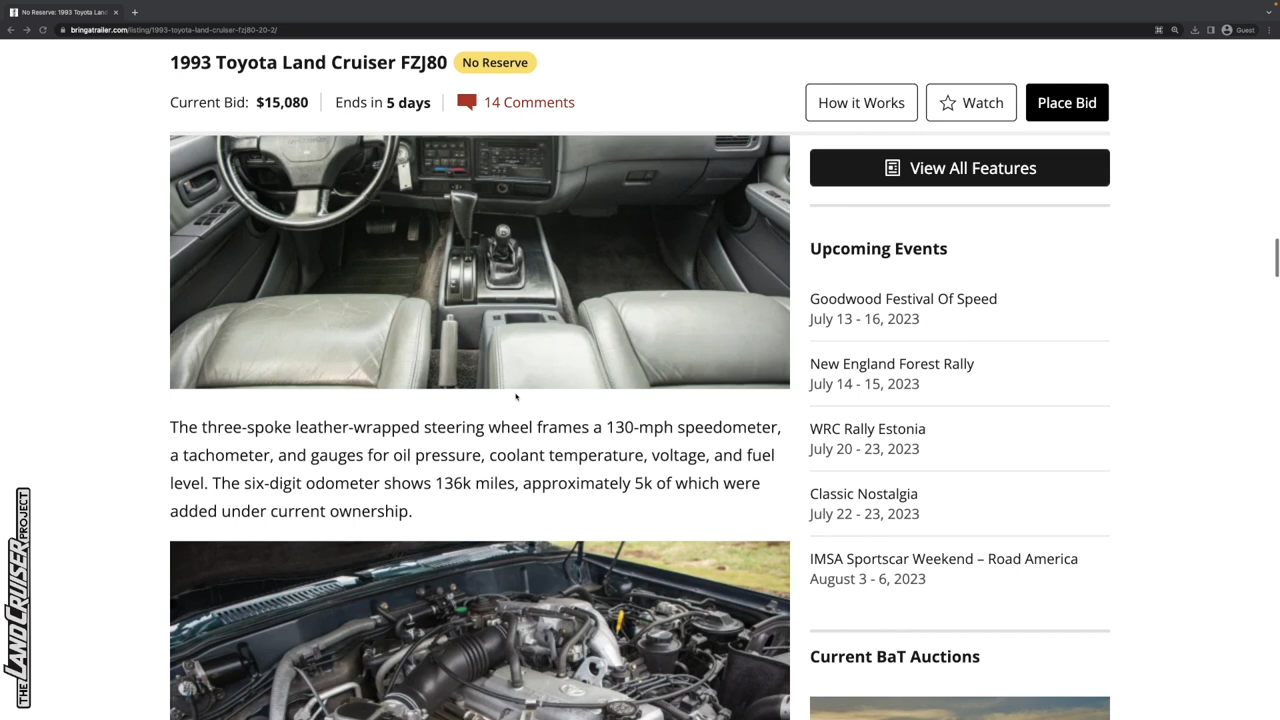 No Reserve: 1993 Toyota Land
bringatrailer.com/listing/1993-toyota-land-cruiser-fzj80-20-2/
Guest
1993 Toyota Land Cruiser FZJ80
No Reserve
Current Bid: $15,080
Ends in 5 days
14 Comments
How it Works
Watch
Place Bid
View All Features
Upcoming Events
Goodwood Festival Of Speed
July 13 - 16, 2023
New England Forest Rally
July 14 - 15, 2023
WRC Rally Estonia
July 20 - 23, 2023
Classic Nostalgia
July 22 - 23, 2023
IMSA Sportscar Weekend – Road America
August 3 - 6, 2023
Current BaT Auctions
The three-spoke leather-wrapped steering wheel frames a 130-mph speedometer,
a tachometer, and gauges for oil pressure, coolant temperature, voltage, and fuel
level. The six-digit odometer shows 136k miles, approximately 5k of which were
added under current ownership.
THE LAND CRUISER PROJECT